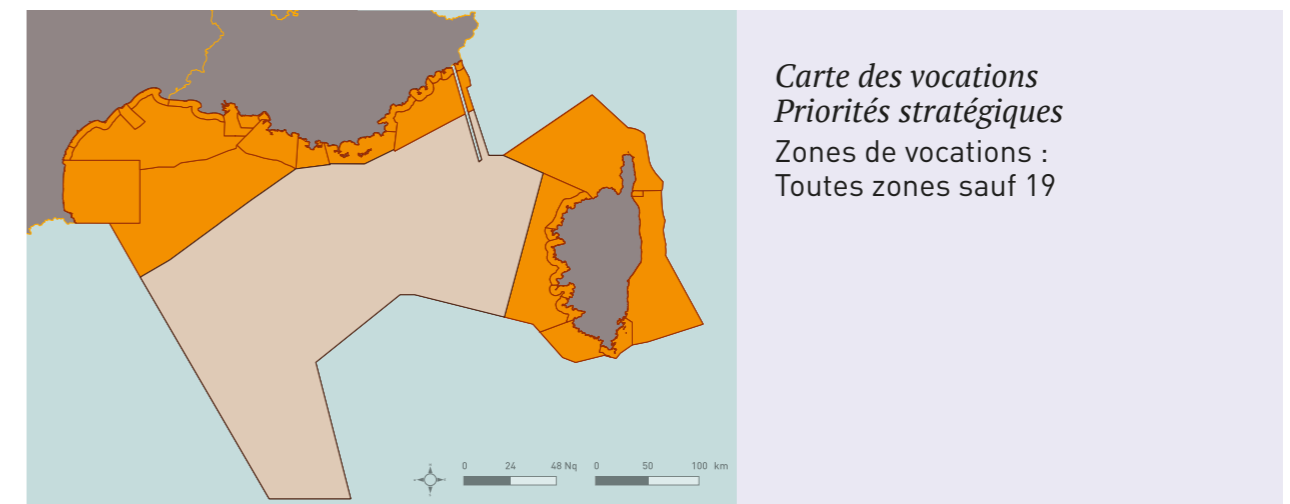 Carte des vocations
Priorités stratégiques
Zones de vocations :
Toutes zones sauf 19
0 24 48 Nq 0 50 100 km